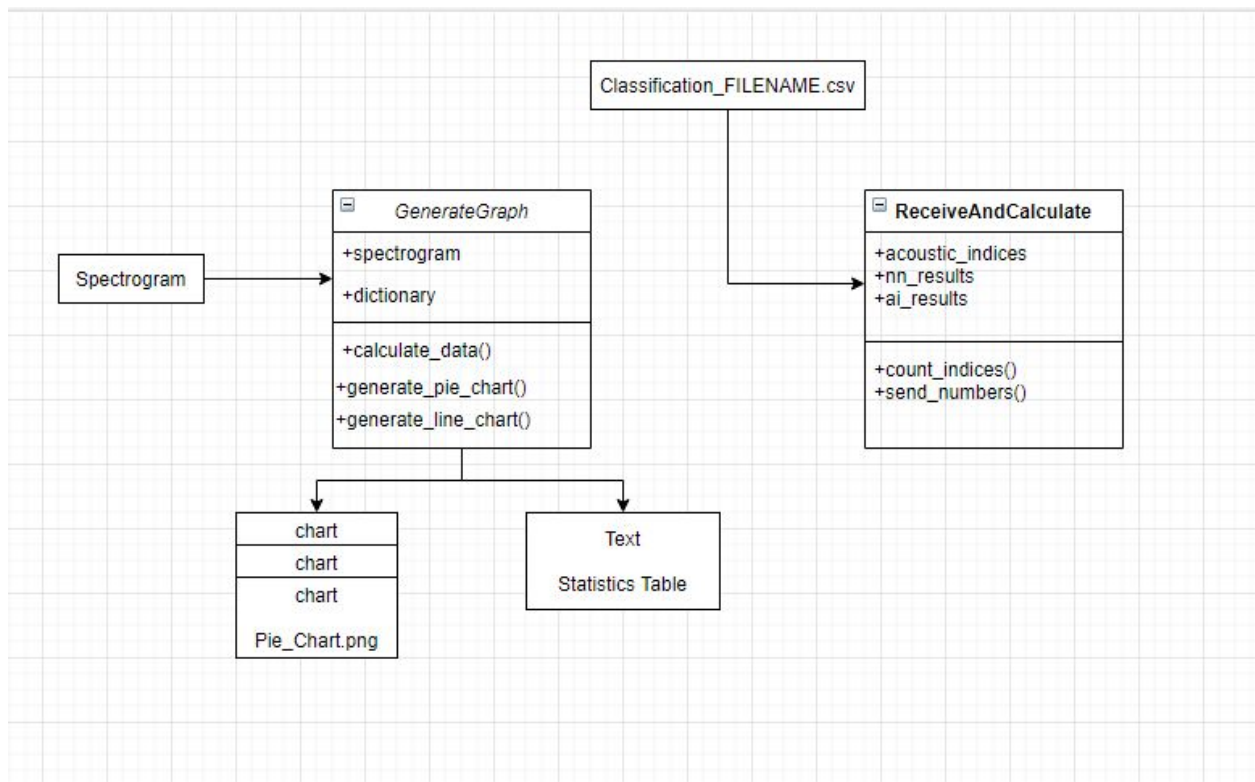 Classification_FILENAME.csv
GenerateGraph
+spectrogram
+dictionary
+calculate_data()
+generate_pie_chart()
+generate_line_chart()
ReceiveAndCalculate
+acoustic_indices
+nn_results
+ai_results
+count_indices()
+send_numbers()
Spectrogram
chart
chart
chart
Pie_Chart.png
Text
Statistics Table